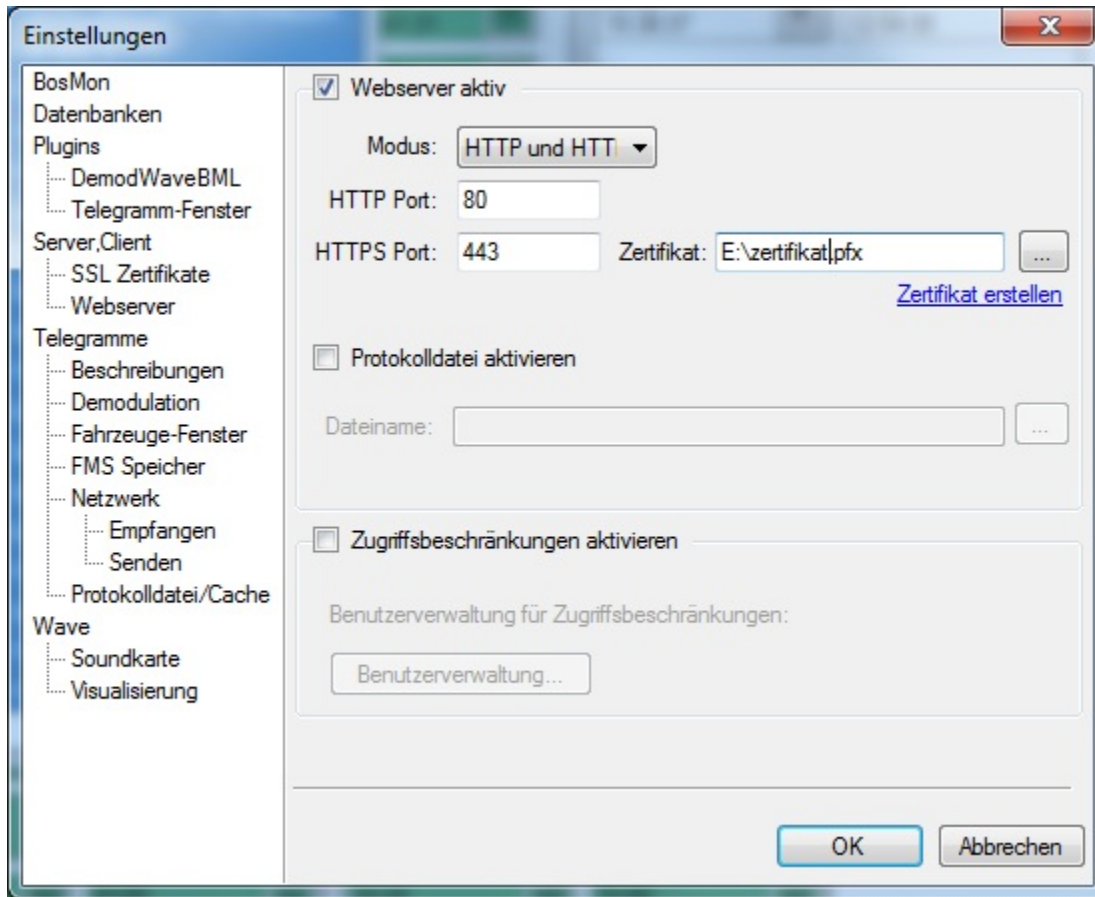 Einstellungen
BosMon
Datenbanken
Plugins
DemodWaveBML
Telegramm-Fenster
Server,Client
SSL Zertifikate
Webserver
Telegramme
Beschreibungen
Demodulation
Fahrzeuge-Fenster
FMS Speicher
Netzwerk
Empfangen
Senden
Protokolldatei/Cache
Wave
Soundkarte
Visualisierung
Webserver aktiv
Modus: HTTP und HTT
HTTP Port: 80
HTTPS Port: 443 Zertifikat: E:\zertifikat.pfx ...
Zertifikat erstellen
Protokolldatei aktivieren
Dateiname: ...
Zugriffsbeschränkungen aktivieren
Benutzerverwaltung für Zugriffsbeschränkungen:
Benutzerverwaltung...
OK Abbrechen